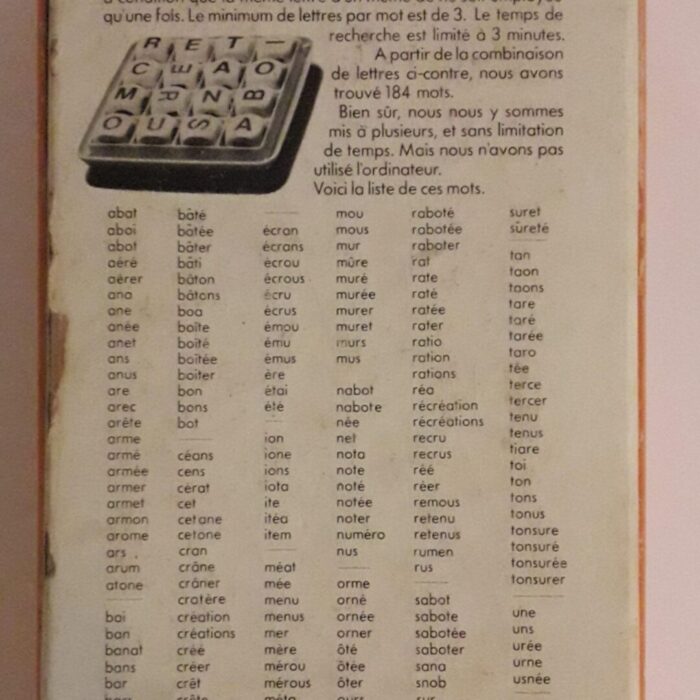 à condition que la même lettre d'un même dé ne soit employée
qu'une fois. Le minimum de lettres par mot est de 3. Le temps de
recherche est limité à 3 minutes.
A partir de la combinaison
de lettres ci-contre, nous avons
trouvé 184 mots.
Bien sûr, nous nous y sommes
mis à plusieurs, et sans limitation
de temps. Mais nous n'avons pas
utilisé l'ordinateur.
Voici la liste de ces mots.
R E T I
C E A O
M R N B
O U S A
abat
aboi
abot
aéré
aérer
ana
ane
anée
anet
ans
anus
are
arec
arête
arme
armé
armée
armer
armet
armon
arome
ars
arum
atone
bai
ban
banat
bans
bar
bâté
bâtée
bâter
bâti
bâton
bâtons
boa
boîte
boité
boitée
boiter
bon
bons
bot
céans
cens
cérat
cet
cetane
cetone
cran
crâne
crâner
cratère
création
créations
créé
créer
crêt
crête
écran
écrans
écrou
écrous
écru
écrus
émou
ému
émus
ère
étai
été
ion
ione
ions
iota
ite
itéa
item
méat
mée
menu
menus
mer
mère
mérou
mérous
méta
mou
mous
mur
mûre
muré
murée
murer
muret
murs
mus
nabot
nabote
née
net
nota
note
noté
notée
noter
numéro
nus
orme
orné
ornée
orner
ôté
ôtée
ôter
ours
raboté
rabotée
raboter
rat
rate
raté
ratée
rater
ratio
ration
rations
réa
récréation
récréations
recru
recrus
réé
réer
remous
retenu
retenus
rumen
rus
sabot
sabote
sabotée
saboter
sana
snob
sur
suret
sûreté
tan
taon
taons
tare
taré
tarée
taro
tée
terce
tercer
tenu
tenus
tiare
toi
ton
tons
tonus
tonsure
tonsuré
tonsurée
tonsurer
une
uns
urée
urne
usnée